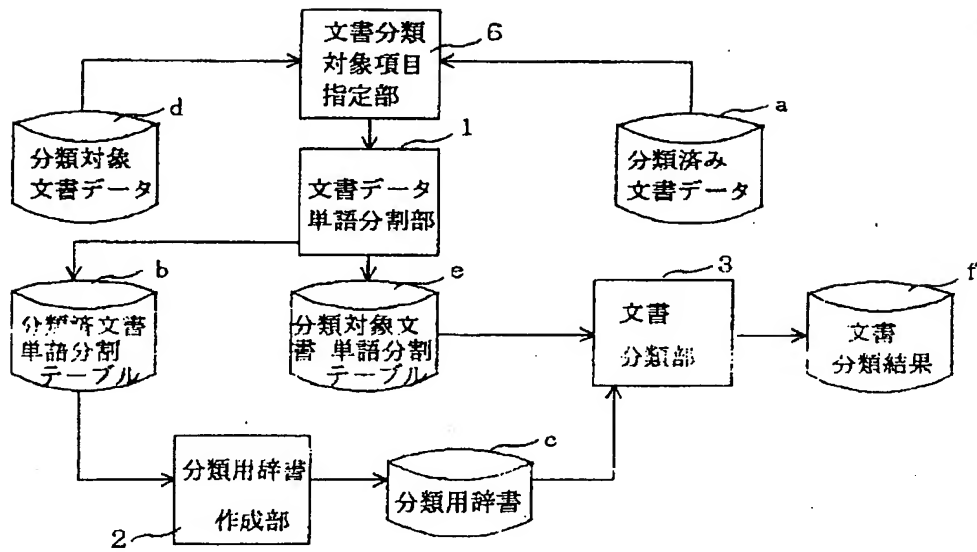 文書分類
対象項目
指定部
6
d
分類対象
文書データ
1
文書データ
単語分割部
a
分類済み
文書データ
b
分類済文書
単語分割
テーブル
e
分類対象文
書 単語分割
テーブル
3
文書
分類部
f
文書
分類結果
2
分類用辞書
作成部
c
分類用辞書